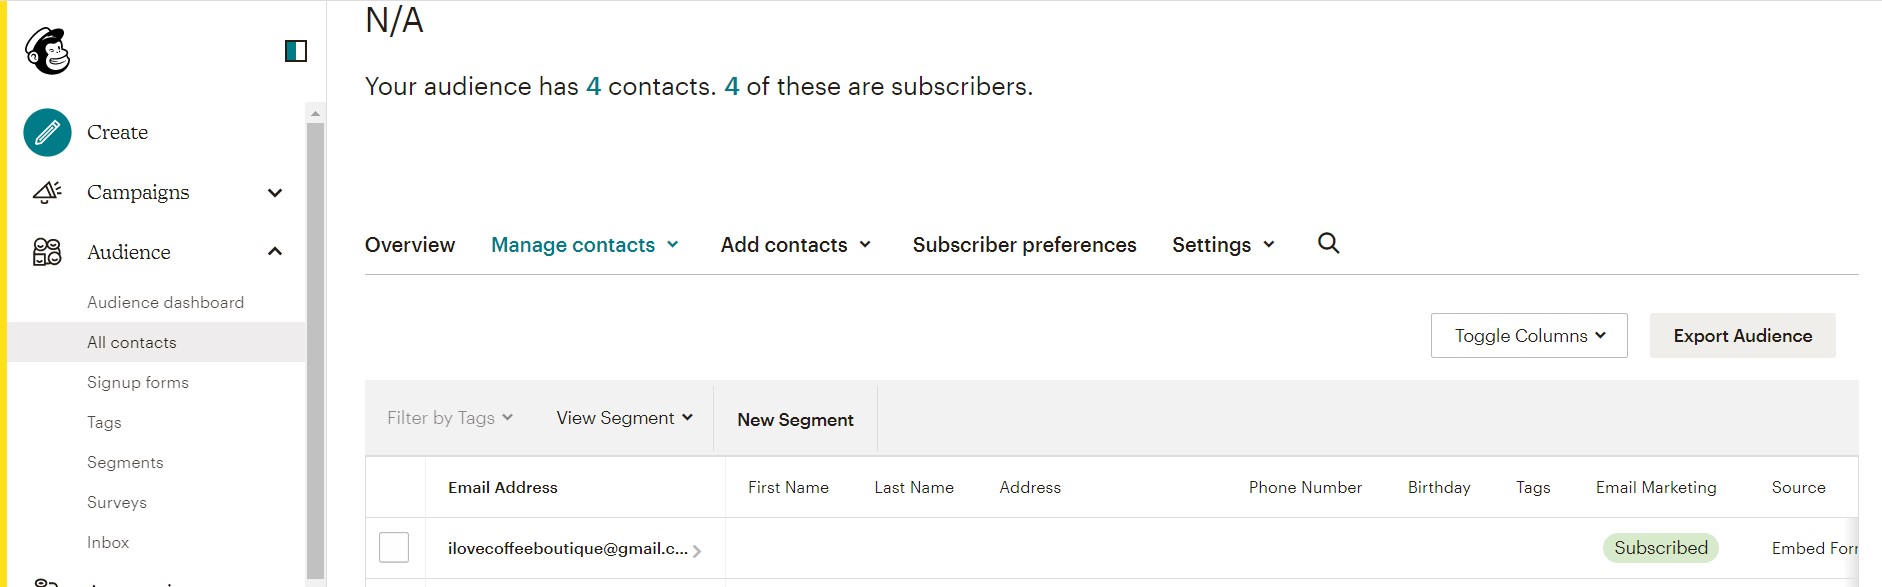 N/A
Your audience has 4 contacts. 4 of these are subscribers.
Create
Campaigns
Audience
Audience dashboard
All contacts
Signup forms
Tags
Segments
Surveys
Inbox
Overview Manage contacts Add contacts Subscriber preferences Settings
Toggle Columns Export Audience
Filter by Tags View Segment New Segment
Email Address First Name Last Name Address Phone Number Birthday Tags Email Marketing Source
ilovecoffeeboutique@gmail.c... Subscribed Embed For